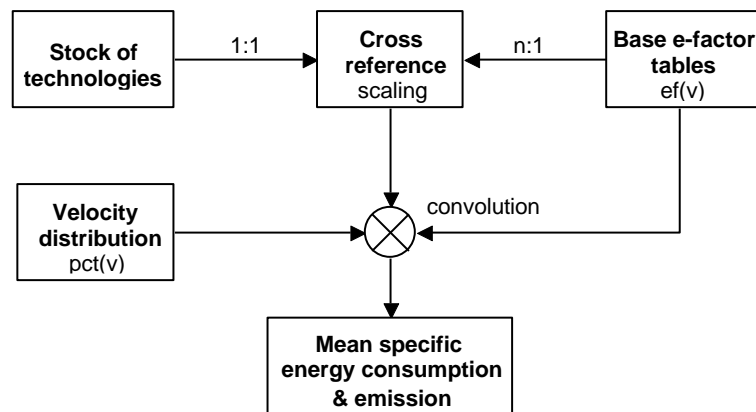 Stock of
technologies
1:1
Cross
reference
scaling
n:1
Base e-factor
tables
ef(v)
Velocity
distribution
pct(v)
convolution
Mean specific
energy consumption
& emission